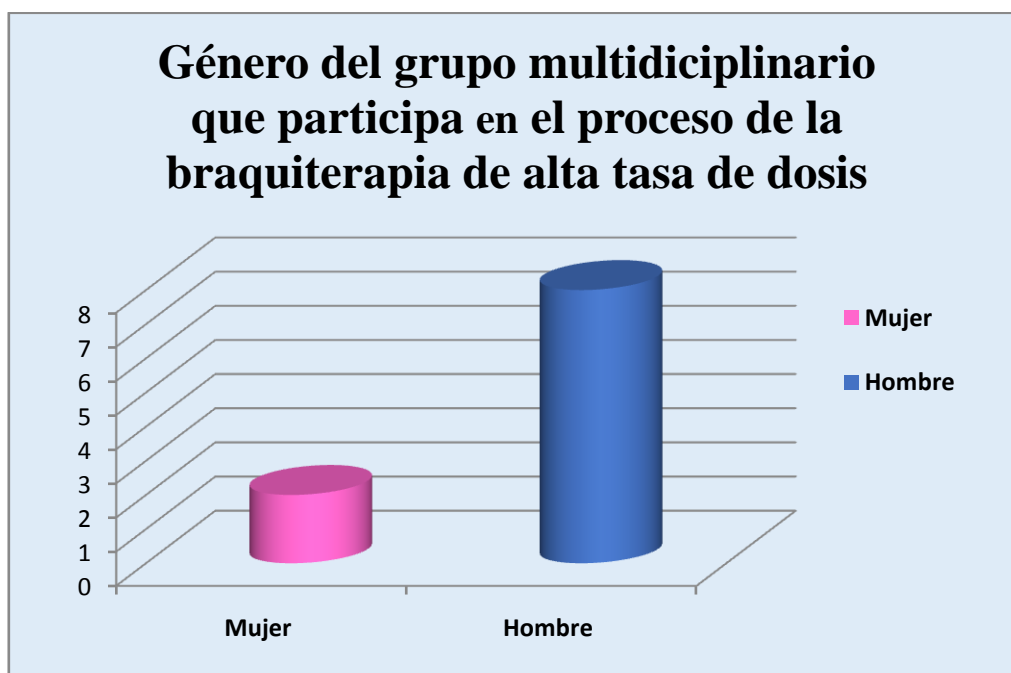 Género del grupo multidiciplinario
que participa en el proceso de la
braquiterapia de alta tasa de dosis
8
7
6
5
4
3
2
1
0
Mujer
Hombre
Mujer
Hombre